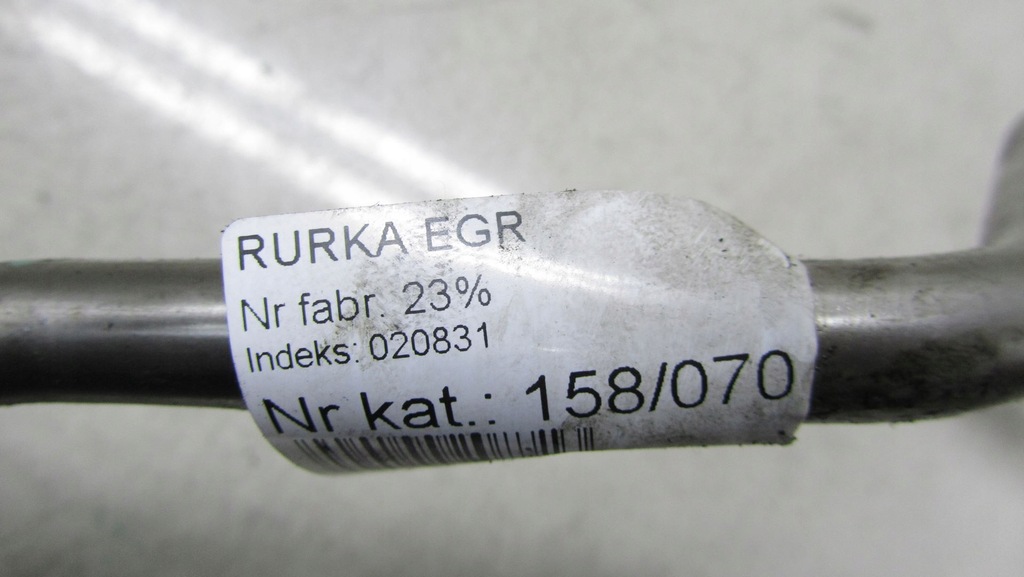 RURKA EGR
Nr fabr. 23%
Indeks: 020831
Nr kat.: 158/070